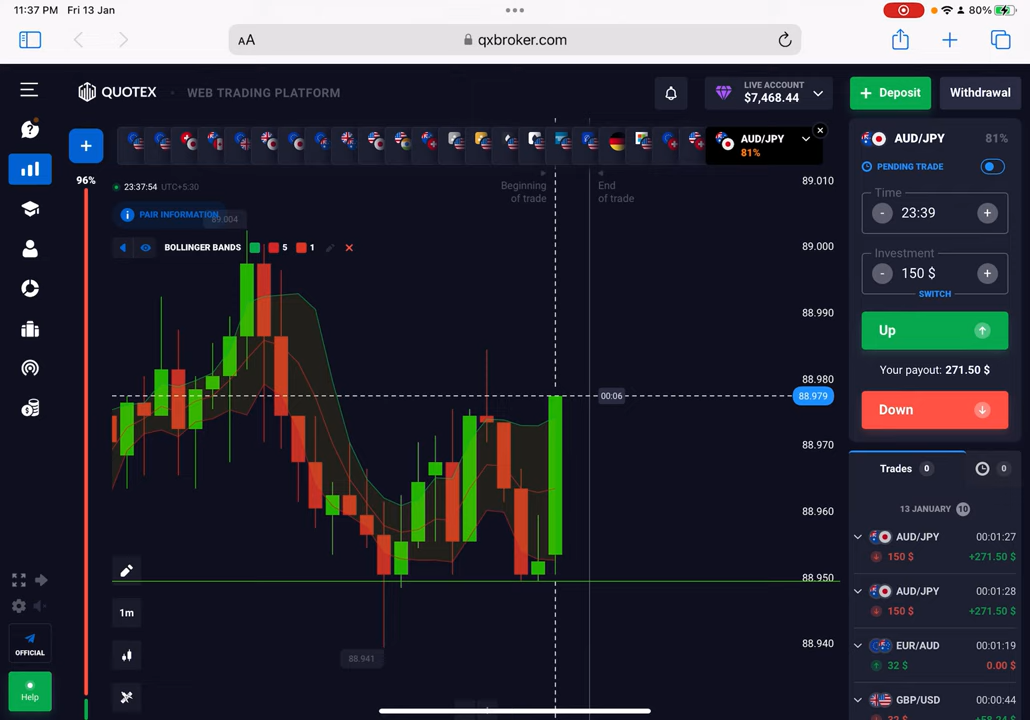 11:37 PM Fri 13 Jan
80%
AA
qxbroker.com
QUOTEX
WEB TRADING PLATFORM
LIVE ACCOUNT
$7,468.44
+ Deposit
Withdrawal
+
AUD/JPY
81%
96%
23:37:54 UTC+5:30
Beginning
of trade
End
of trade
i PAIR INFORMATION
89.004
BOLLINGER BANDS 5 1
89.010
89.000
88.990
88.980
88.979
88.970
88.960
88.950
88.940
00:06
88.941
1m
OFFICIAL
Help
AUD/JPY 81%
PENDING TRADE
Time
- 23:39 +
Investment
- 150 $ +
SWITCH
Up
Your payout: 271.50 $
Down
Trades 0
0
13 JANUARY 10
AUD/JPY 00:01:27
150 $ +271.50 $
AUD/JPY 00:01:28
150 $ +271.50 $
EUR/AUD 00:01:19
32 $ 0.00 $
GBP/USD 00:00:44
32 $ +58.24 $